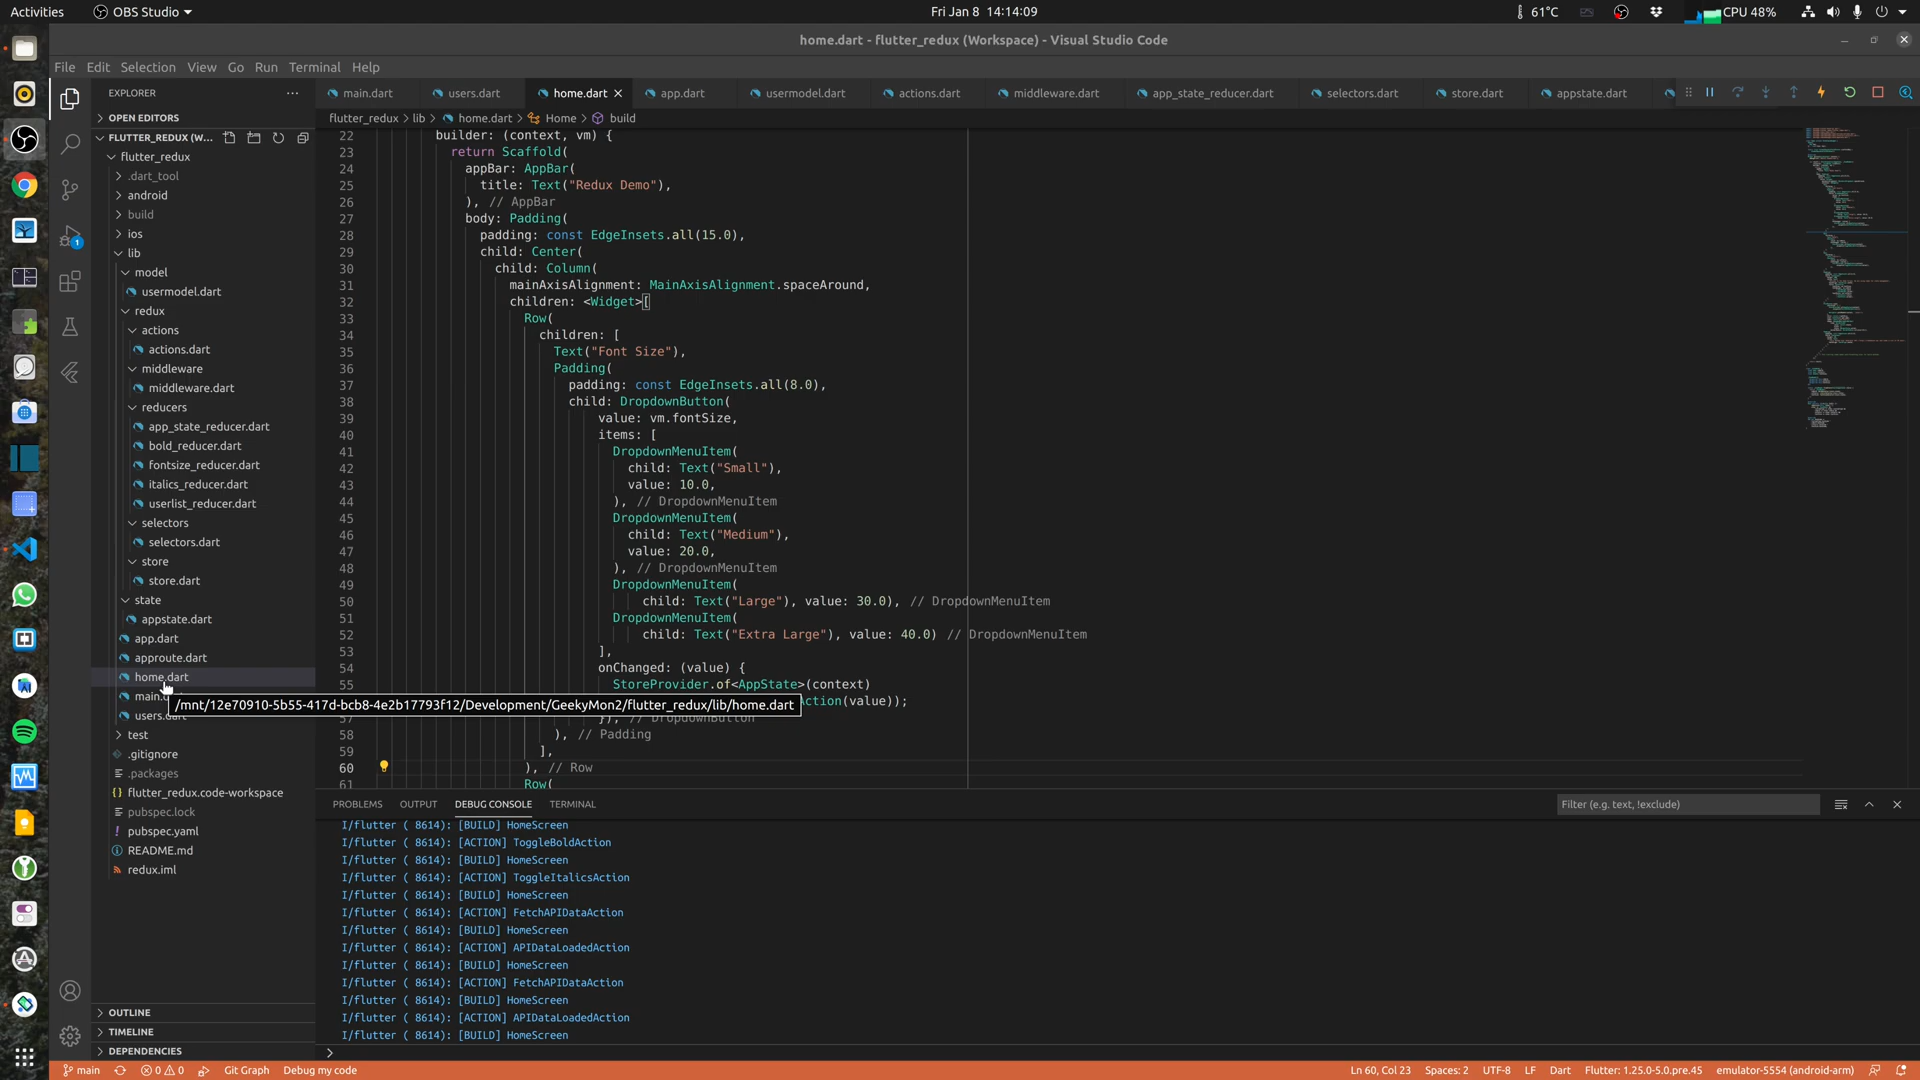 Activities
OBS Studio
Fri Jan 8 14:14:09
61°C
CPU 48%
home.dart - flutter_redux (Workspace) - Visual Studio Code
File Edit Selection View Go Run Terminal Help
EXPLORER
OPEN EDITORS
FLUTTER_REDUX (W...
flutter_redux
.dart_tool
android
build
ios
lib
model
usermodel.dart
redux
actions
actions.dart
middleware
middleware.dart
reducers
app_state_reducer.dart
bold_reducer.dart
fontsize_reducer.dart
italics_reducer.dart
userlist_reducer.dart
selectors
selectors.dart
store
store.dart
state
appstate.dart
app.dart
approute.dart
home.dart
users.dart
test
.gitignore
.packages
flutter_redux.code-workspace
pubspec.lock
pubspec.yaml
README.md
redux.iml
OUTLINE
TIMELINE
DEPENDENCIES
1
main.dart users.dart home.dart app.dart usermodel.dart actions.dart middleware.dart app_state_reducer.dart selectors.dart store.dart appstate.dart
flutter_redux > lib > home.dart > Home > build
22 builder: (context, vm) {
23 return Scaffold(
24 appBar: AppBar(
25 title: Text("Redux Demo"),
26 ), // AppBar
27 body: Padding(
28 padding: const EdgeInsets.all(15.0),
29 child: Center(
30 child: Column(
31 mainAxisAlignment: MainAxisAlignment.spaceAround,
32 children: <Widget>[
33 Row(
34 children: [
35 Text("Font Size"),
36 Padding(
37 padding: const EdgeInsets.all(8.0),
38 child: DropdownButton(
39 value: vm.fontSize,
40 items: [
41 DropdownMenuItem(
42 child: Text("Small"),
43 value: 10.0,
44 ), // DropdownMenuItem
45 DropdownMenuItem(
46 child: Text("Medium"),
47 value: 20.0,
48 ), // DropdownMenuItem
49 DropdownMenuItem(
50 child: Text("Large"), value: 30.0), // DropdownMenuItem
51 DropdownMenuItem(
52 child: Text("Extra Large"), value: 40.0) // DropdownMenuItem
53 ],
54 onChanged: (value) {
55 StoreProvider.of<AppState>(context)
/mnt/12e70910-5b55-417d-bcb8-4e2b17793f12/Development/GeekyMon2/flutter_redux/lib/home.dart
Action(value));
57 }), // DropdownButton
58 ), // Padding
59 ],
60 ), // Row
61 Row(
PROBLEMS OUTPUT DEBUG CONSOLE TERMINAL
Filter (e.g. text, !exclude)
I/flutter ( 8614): [BUILD] HomeScreen
I/flutter ( 8614): [ACTION] ToggleBoldAction
I/flutter ( 8614): [BUILD] HomeScreen
I/flutter ( 8614): [ACTION] ToggleItalicsAction
I/flutter ( 8614): [BUILD] HomeScreen
I/flutter ( 8614): [ACTION] FetchAPIDataAction
I/flutter ( 8614): [BUILD] HomeScreen
I/flutter ( 8614): [ACTION] APIDataLoadedAction
I/flutter ( 8614): [BUILD] HomeScreen
I/flutter ( 8614): [ACTION] FetchAPIDataAction
I/flutter ( 8614): [BUILD] HomeScreen
I/flutter ( 8614): [ACTION] APIDataLoadedAction
I/flutter ( 8614): [BUILD] HomeScreen
main
0 0
Git Graph
Debug my code
Ln 60, Col 23
Spaces: 2
UTF-8
LF
Dart
Flutter: 1.25.0-5.0.pre.45
emulator-5554 (android-arm)